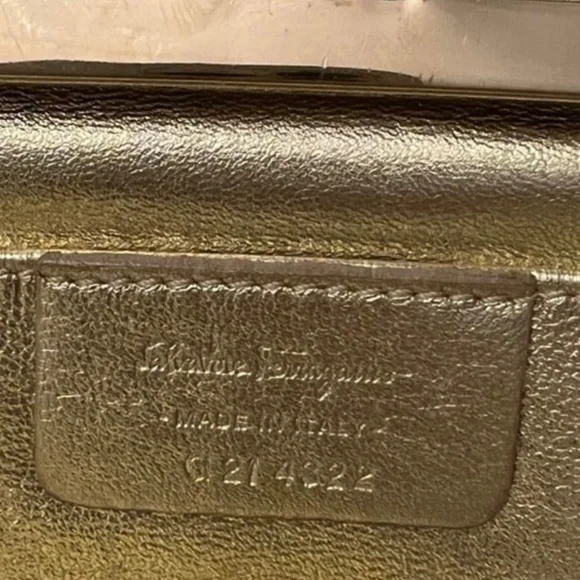 Salvatore Ferragamo
- MADE IN ITALY -
G 21 4322